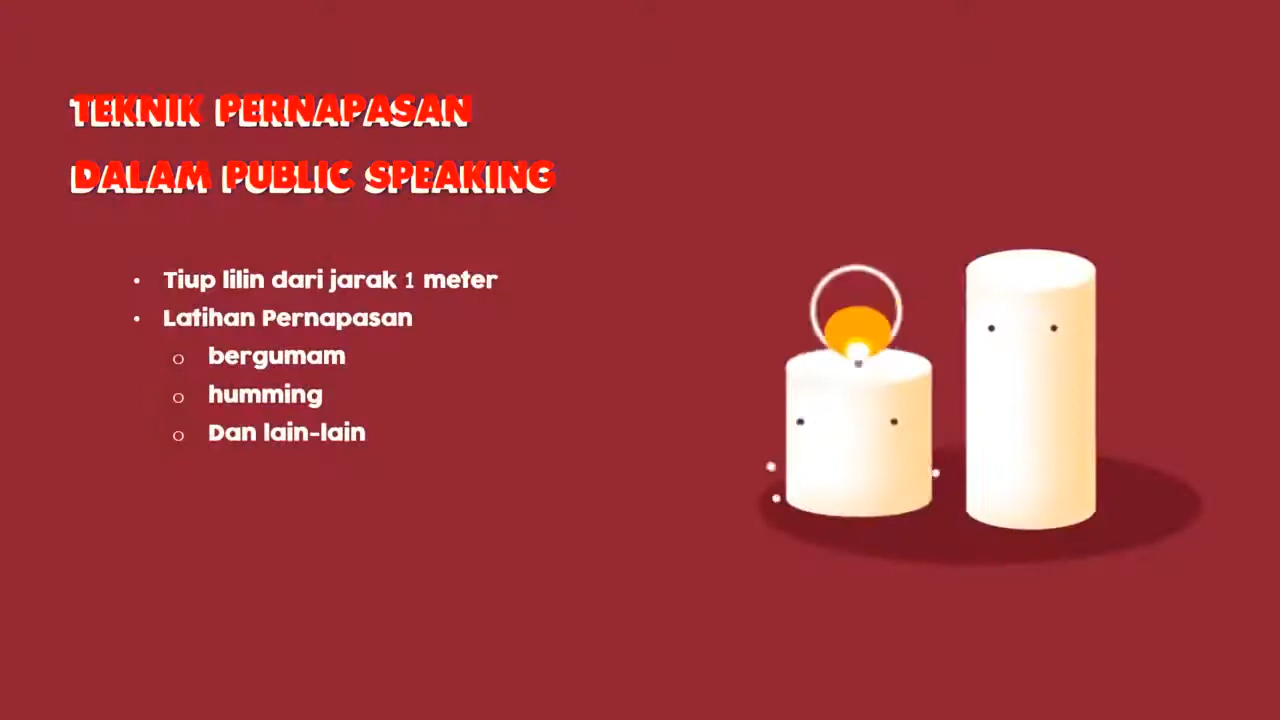 TEKNIK PERNAPASAN
DALAM PUBLIC SPEAKING
• Tiup lilin dari jarak 1 meter
• Latihan Pernapasan
o bergumam
o humming
o Dan lain-lain